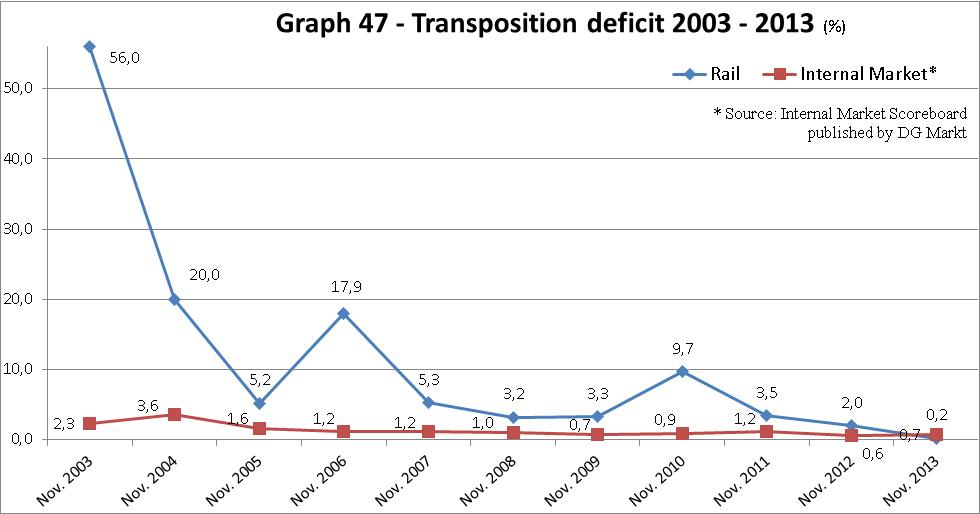 Graph 47 - Transposition deficit 2003 - 2013 (%)
Rail Internal Market*
* Source: Internal Market Scoreboard
published by DG Markt
50,0
40,0
30,0
20,0
10,0
0,0
56,0
20,0
5,2
17,9
5,3
3,2
3,3
9,7
3,5
2,0
0,2
2,3
3,6
1,6
1,2
1,2
1,0
0,7
0,9
1,2
0,6
0,7
Nov. 2003
Nov. 2004
Nov. 2005
Nov. 2006
Nov. 2007
Nov. 2008
Nov. 2009
Nov. 2010
Nov. 2011
Nov. 2012
Nov. 2013